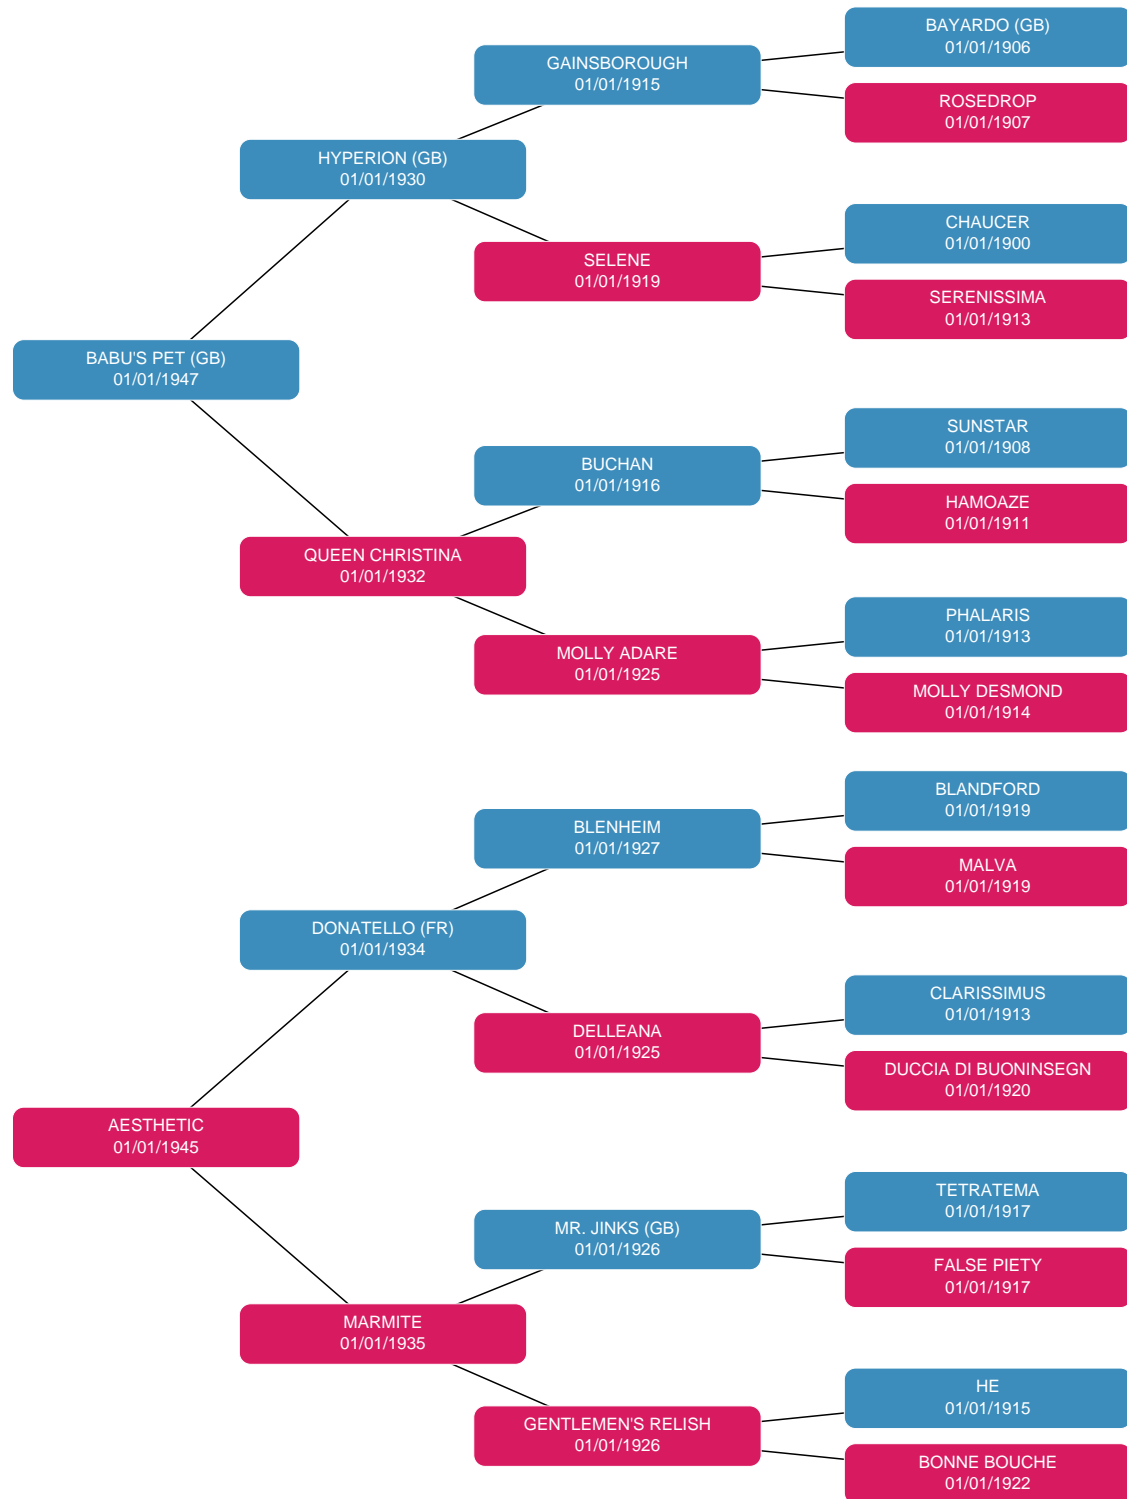 BAYARDO (GB)
01/01/1906
GAINSBOROUGH
01/01/1915
ROSEDROP
01/01/1907
HYPERION (GB)
01/01/1930
CHAUCER
01/01/1900
SELENE
01/01/1919
SERENISSIMA
01/01/1913
BABU'S PET (GB)
01/01/1947
SUNSTAR
01/01/1908
BUCHAN
01/01/1916
HAMOAZE
01/01/1911
QUEEN CHRISTINA
01/01/1932
PHALARIS
01/01/1913
MOLLY ADARE
01/01/1925
MOLLY DESMOND
01/01/1914
BLANDFORD
01/01/1919
BLENHEIM
01/01/1927
MALVA
01/01/1919
DONATELLO (FR)
01/01/1934
CLARISSIMUS
01/01/1913
DELLEANA
01/01/1925
DUCCIA DI BUONINSEGN
01/01/1920
AESTHETIC
01/01/1945
TETRATEMA
01/01/1917
MR. JINKS (GB)
01/01/1926
FALSE PIETY
01/01/1917
MARMITE
01/01/1935
HE
01/01/1915
GENTLEMEN'S RELISH
01/01/1926
BONNE BOUCHE
01/01/1922